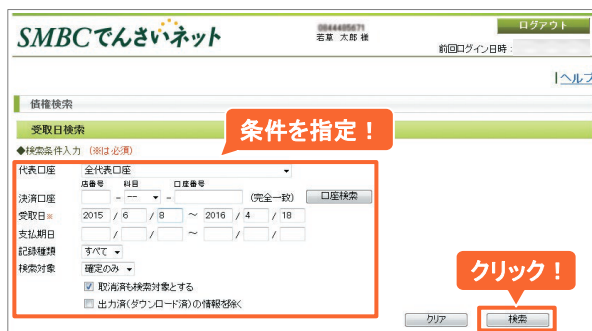 SMBCでんさいネット
若草 太郎 様
ログアウト
前回ログイン日時:
ヘルプ
債権検索
受取日検索
条件を指定!
◆検索条件入力 (※は必須)
代表口座 全代表口座
店番号 科目 口座番号
決済口座 - -- - (完全一致) 口座検索
受取日※ 2015 / 6 / 8 ~ 2016 / 4 / 18
支払期日 / / ~ / /
記録種類 すべて
検索対象 確定のみ
クリック!
取消済も検索対象とする
出力済(ダウンロード済)の情報を除く
クリア 検索